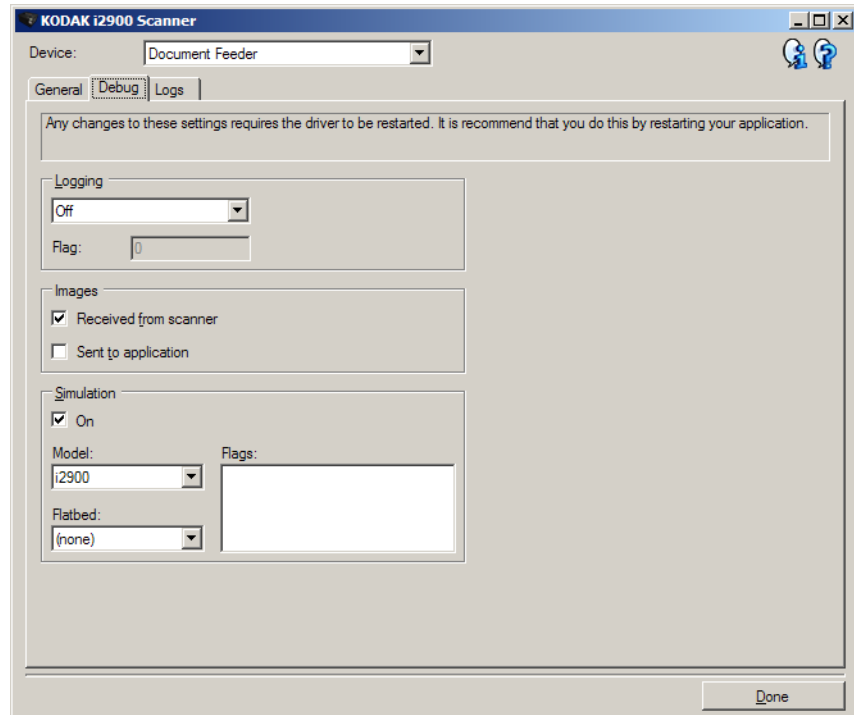 KODAK i2900 Scanner
Device: Document Feeder
General Debug Logs
Any changes to these settings requires the driver to be restarted. It is recommend that you do this by restarting your application.
Logging
Off
Flag: 0
Images
Received from scanner
Sent to application
Simulation
On
Model: Flags:
i2900
Flatbed:
(none)
Done